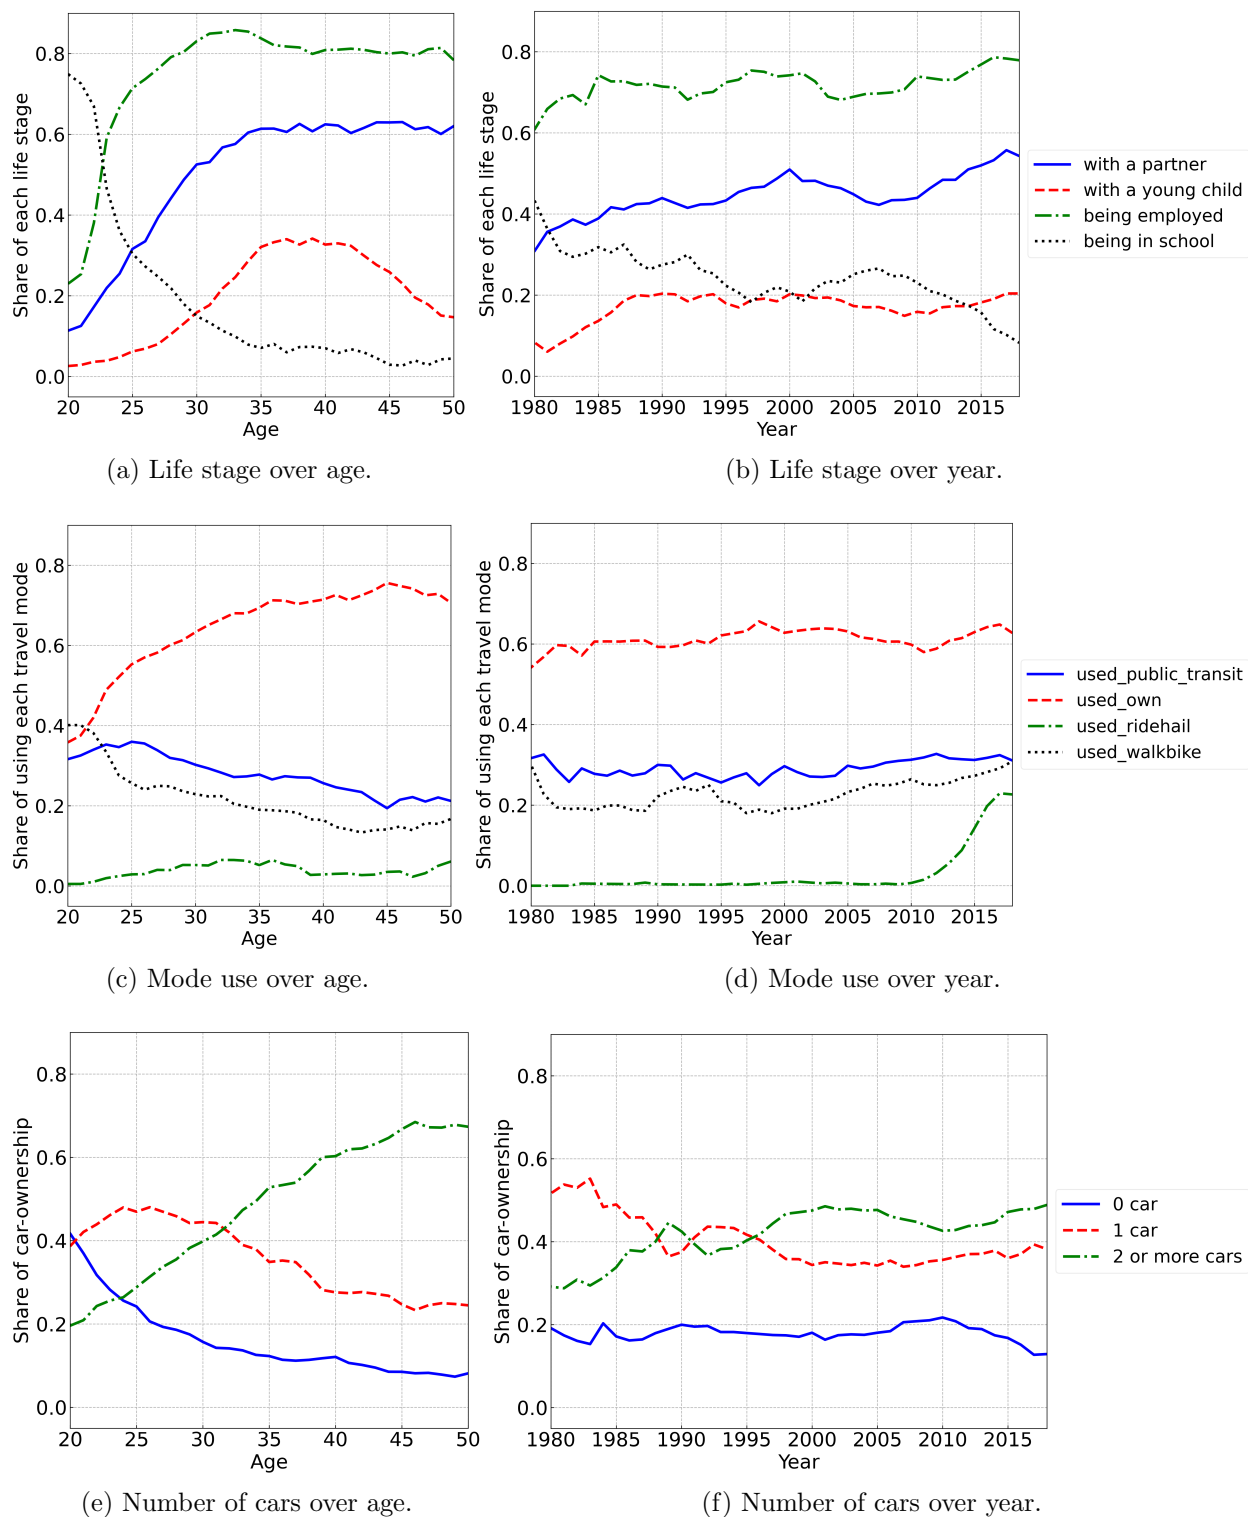 Share of each life stage
0.8
0.6
0.4
0.2
0.0
20 25 30 35 40 45 50
Age
(a) Life stage over age.
Share of each life stage
0.8
0.6
0.4
0.2
0.0
1980 1985 1990 1995 2000 2005 2010 2015
Year
(b) Life stage over year.
with a partner
with a young child
being employed
being in school
Share of using each travel mode
0.8
0.6
0.4
0.2
0.0
20 25 30 35 40 45 50
Age
(c) Mode use over age.
Share of using each travel mode
0.8
0.6
0.4
0.2
0.0
1980 1985 1990 1995 2000 2005 2010 2015
Year
(d) Mode use over year.
used_public_transit
used_own
used_ridehail
used_walkbike
Share of car-ownership
0.8
0.6
0.4
0.2
0.0
20 25 30 35 40 45 50
Age
(e) Number of cars over age.
Share of car-ownership
0.8
0.6
0.4
0.2
0.0
1980 1985 1990 1995 2000 2005 2010 2015
Year
(f) Number of cars over year.
0 car
1 car
2 or more cars